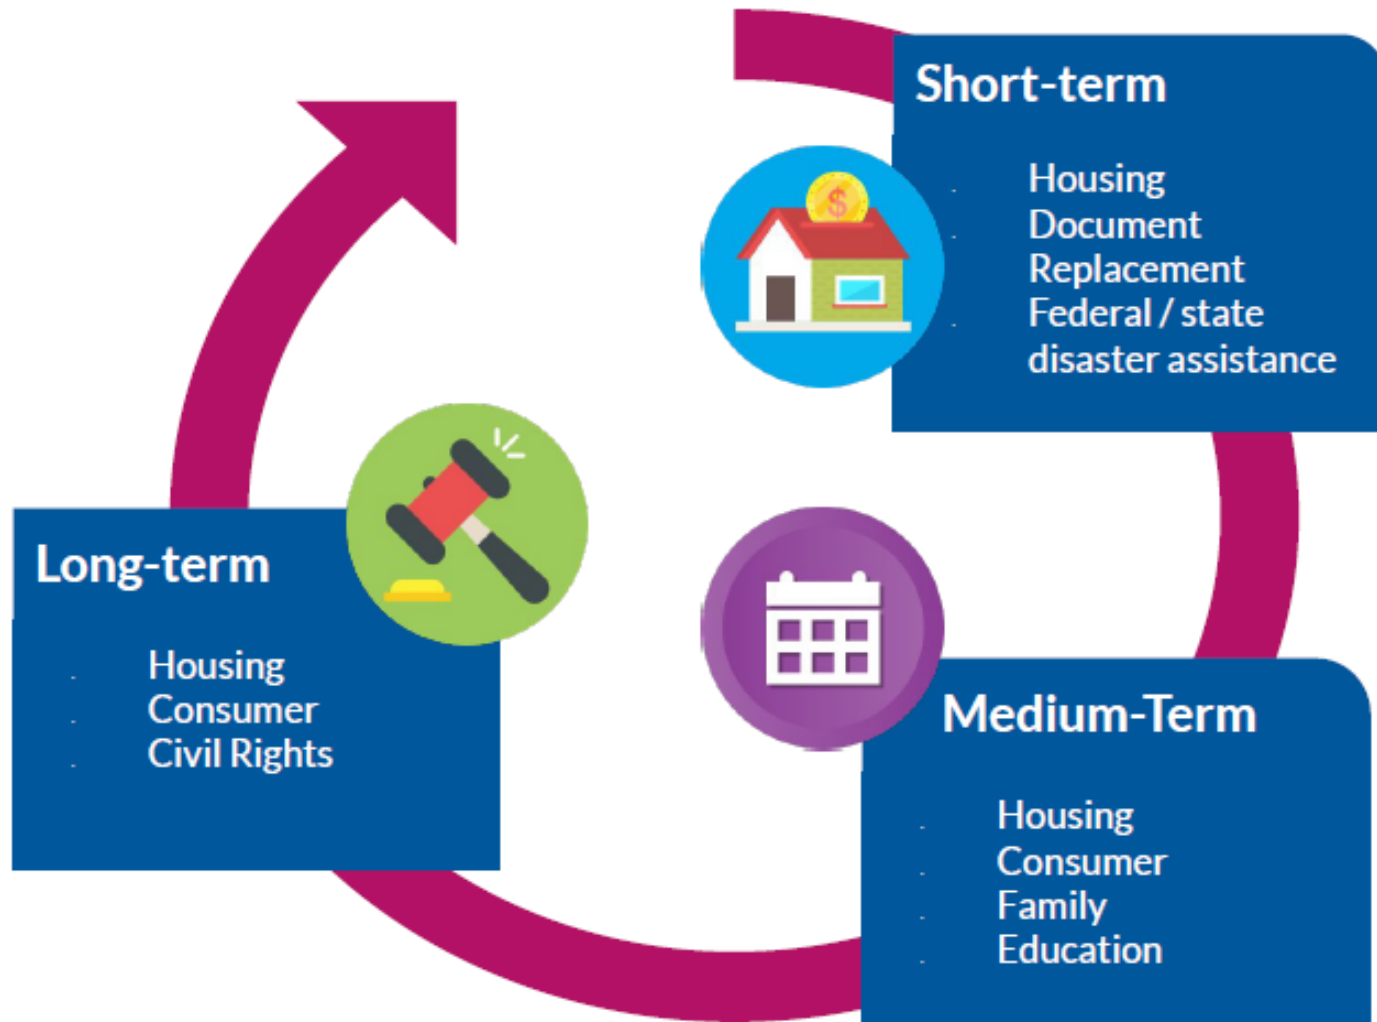 Short-term
Housing
Document
Replacement
Federal / state
disaster assistance
Long-term
Housing
Consumer
Civil Rights
Medium-Term
Housing
Consumer
Family
Education